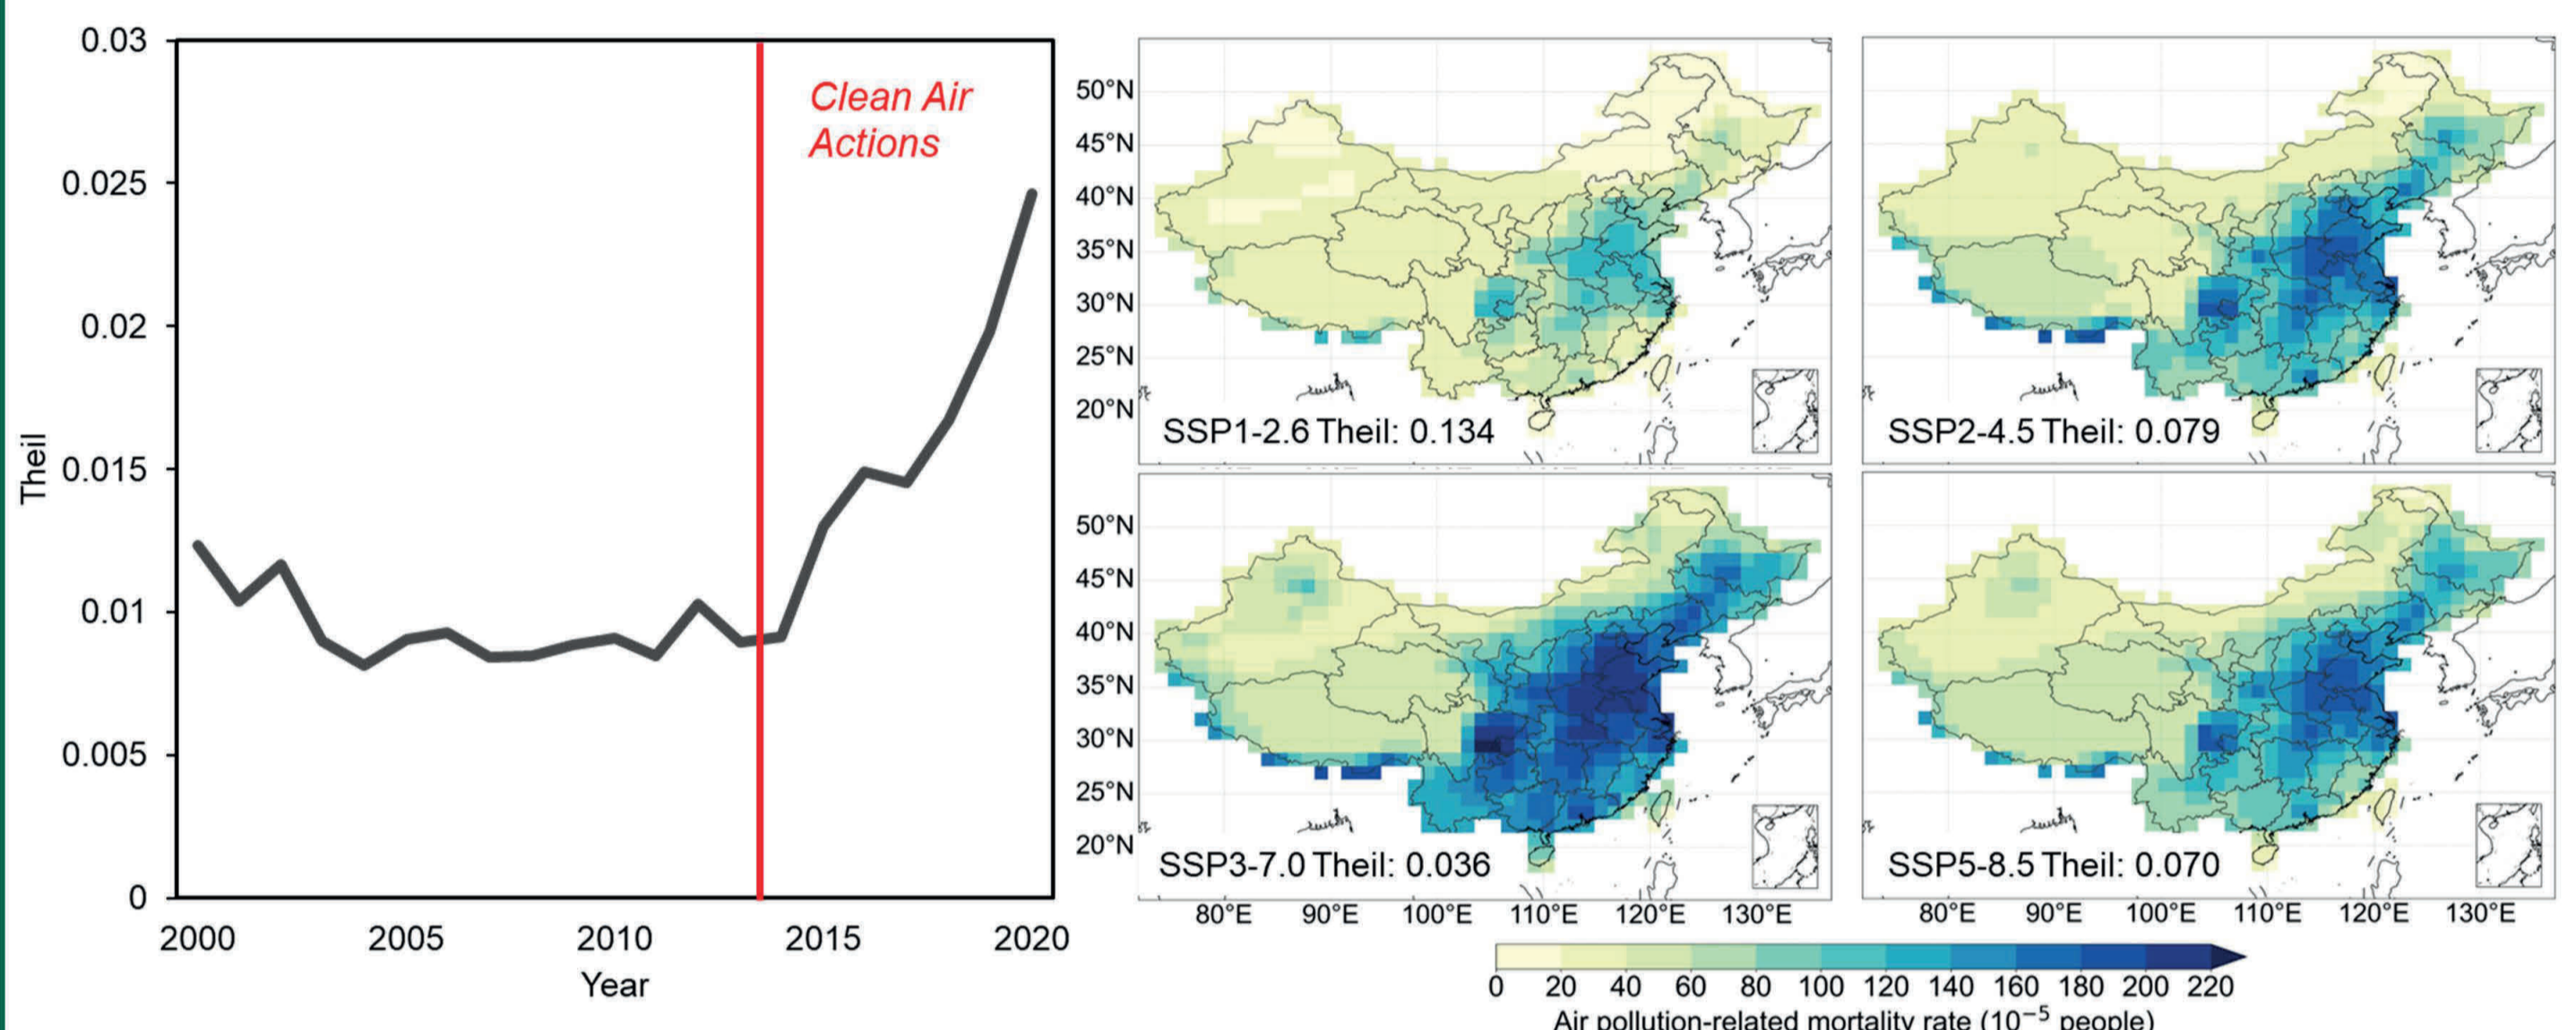 0.03
0.025
0.02
0.015
0.01
0.005
0
Theil
2000 2005 2010 2015 2020
Year
Clean Air
Actions
50°N
45°N
40°N
35°N
30°N
25°N
20°N
SSP1-2.6 Theil: 0.134
SSP2-4.5 Theil: 0.079
50°N
45°N
40°N
35°N
30°N
25°N
20°N
SSP3-7.0 Theil: 0.036
SSP5-8.5 Theil: 0.070
80°E 90°E 100°E 110°E 120°E 130°E
80°E 90°E 100°E 110°E 120°E 130°E
0 20 40 60 80 100 120 140 160 180 200 220
Air pollution-related mortality rate (10⁻⁵ people)